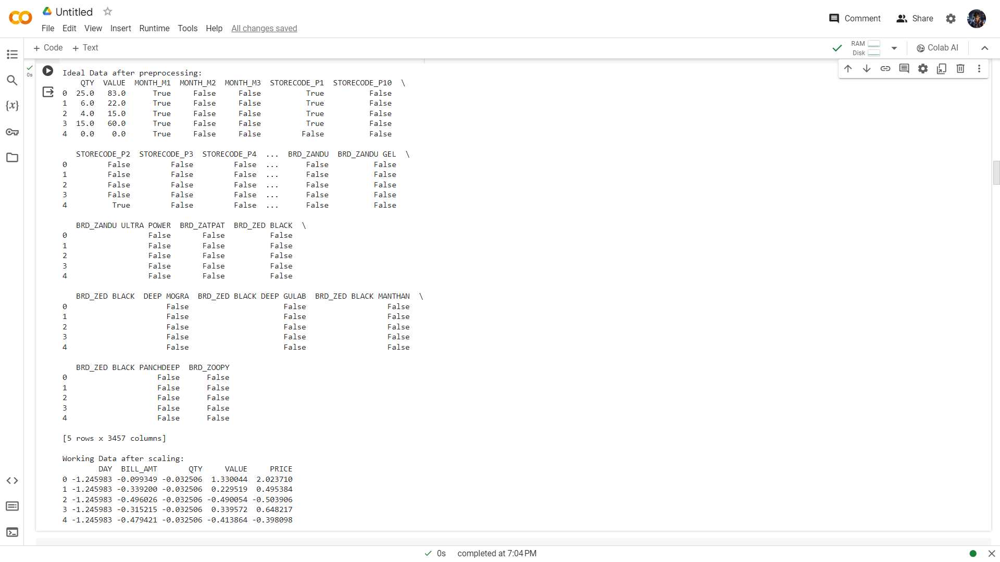 Untitled
File Edit View Insert Runtime Tools Help All changes saved
Comment Share
+ Code + Text
RAM
Disk
Colab AI
0s
{x}
Ideal Data after preprocessing:
    QTY  VALUE  MONTH_M1  MONTH_M2  MONTH_M3  STORECODE_P1  STORECODE_P10  \
0  25.0   83.0      True     False     False          True          False
1   6.0   22.0      True     False     False          True          False
2   4.0   15.0      True     False     False          True          False
3  15.0   60.0      True     False     False          True          False
4   0.0    0.0      True     False     False         False          False
   STORECODE_P2  STORECODE_P3  STORECODE_P4  ...  BRD_ZANDU  BRD_ZANDU GEL  \
0         False         False         False  ...      False          False
1         False         False         False  ...      False          False
2         False         False         False  ...      False          False
3         False         False         False  ...      False          False
4          True         False         False  ...      False          False
   BRD_ZANDU ULTRA POWER  BRD_ZATPAT  BRD_ZED BLACK  \
0                  False       False          False
1                  False       False          False
2                  False       False          False
3                  False       False          False
4                  False       False          False
   BRD_ZED BLACK  DEEP MOGRA  BRD_ZED BLACK DEEP GULAB  BRD_ZED BLACK MANTHAN  \
0                      False                     False                  False
1                      False                     False                  False
2                      False                     False                  False
3                      False                     False                  False
4                      False                     False                  False
   BRD_ZED BLACK PANCHDEEP  BRD_ZOOPY
0                    False      False
1                    False      False
2                    False      False
3                    False      False
4                    False      False
[5 rows x 3457 columns]
Working Data after scaling:
        DAY  BILL_AMT       QTY     VALUE     PRICE
0 -1.245983 -0.099349 -0.032506  1.330044  2.023710
1 -1.245983 -0.339200 -0.032506  0.229519  0.495384
2 -1.245983 -0.496026 -0.032506 -0.490054 -0.503906
3 -1.245983 -0.315215 -0.032506  0.339572  0.648217
4 -1.245983 -0.479421 -0.032506 -0.413864 -0.398098
0s completed at 7:04 PM